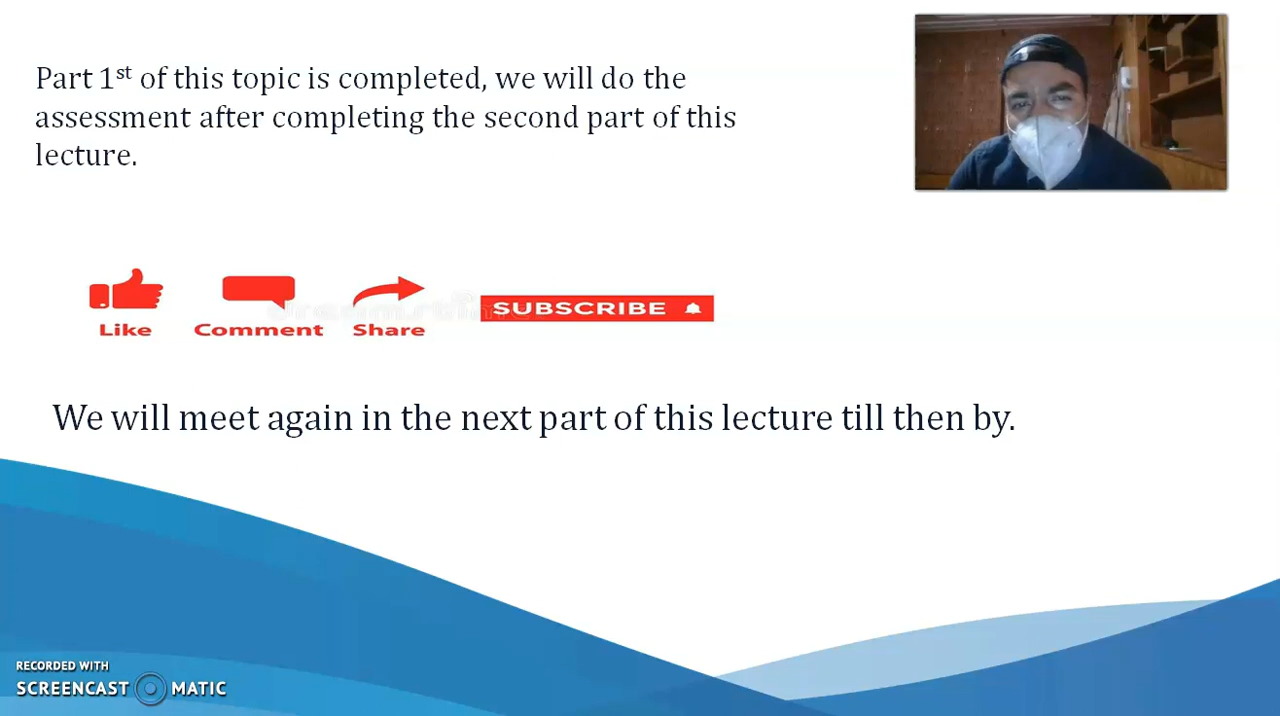 Part 1st of this topic is completed, we will do the
assessment after completing the second part of this
lecture.
Like Comment Share SUBSCRIBE
We will meet again in the next part of this lecture till then by.
RECORDED WITH
SCREENCAST MATIC